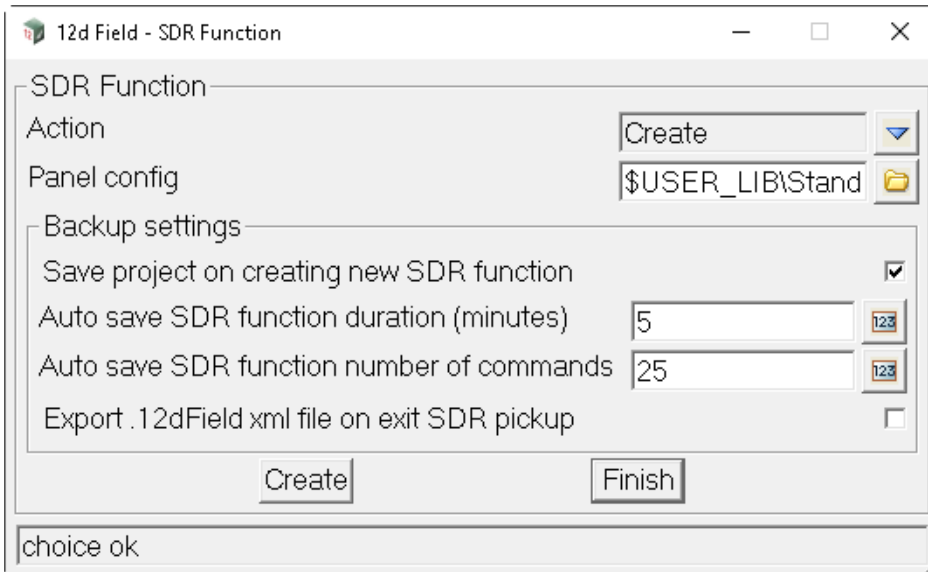 12d Field - SDR Function
SDR Function
Action Create
Panel config $USER_LIB\Stand
Backup settings
Save project on creating new SDR function
Auto save SDR function duration (minutes) 5 123
Auto save SDR function number of commands 25 123
Export .12dField xml file on exit SDR pickup
Create Finish
choice ok